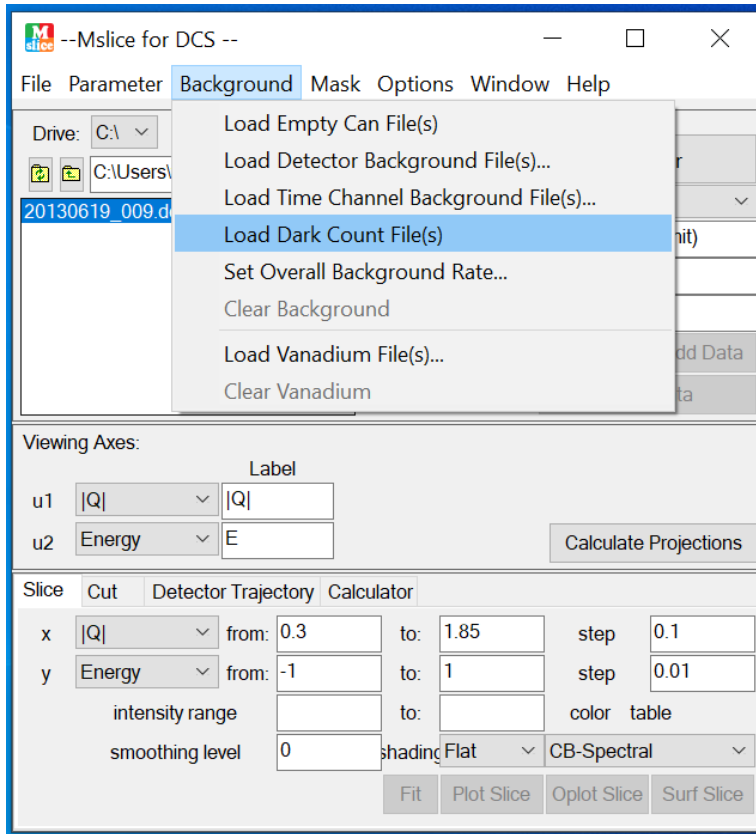 M
slice
--Mslice for DCS --
File Parameter Background Mask Options Window Help
Drive: C:\
Load Empty Can File(s)
C:\Users\
Load Detector Background File(s)...
Load Time Channel Background File(s)...
20130619_009.d
Load Dark Count File(s)
Set Overall Background Rate...
Clear Background
Load Vanadium File(s)...
dd Data
Clear Vanadium
Viewing Axes:
Label
u1 |Q| |Q|
u2 Energy E
Calculate Projections
Slice Cut Detector Trajectory Calculator
x |Q| from: 0.3 to: 1.85 step 0.1
y Energy from: -1 to: 1 step 0.01
intensity range to: color table
smoothing level 0 shading Flat CB-Spectral
Fit Plot Slice Oplot Slice Surf Slice